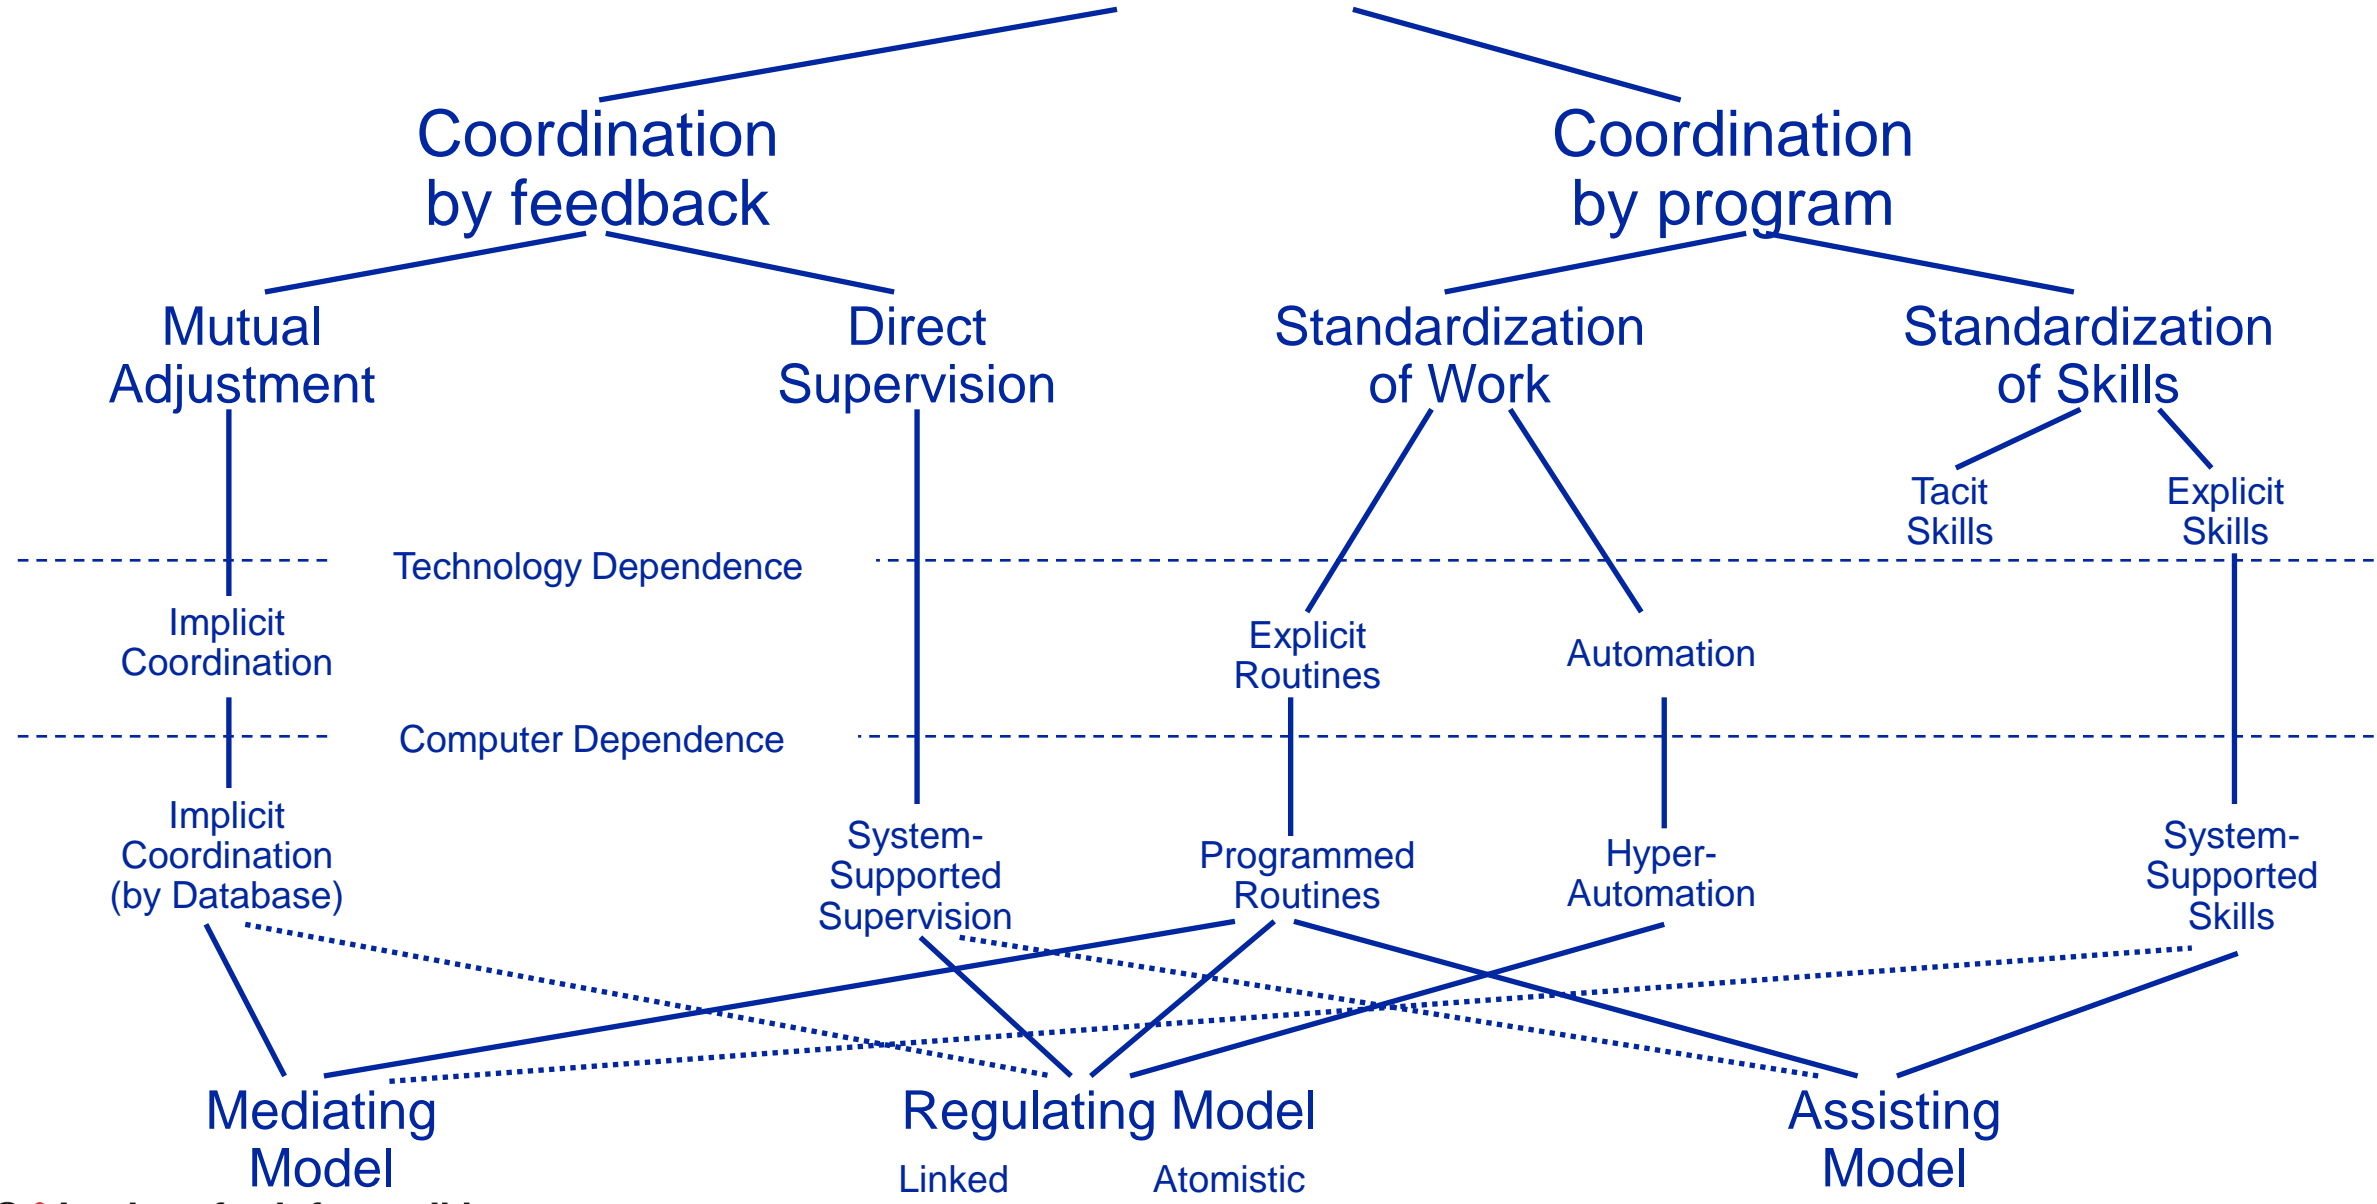 Coordination
by feedback
Coordination
by program
Mutual
Adjustment
Direct
Supervision
Standardization
of Work
Standardization
of Skills
Tacit
Skills
Explicit
Skills
Technology Dependence
Implicit
Coordination
Explicit
Routines
Automation
Computer Dependence
Implicit
Coordination
(by Database)
System-
Supported
Supervision
Programmed
Routines
Hyper-
Automation
System-
Supported
Skills
Mediating
Model
Regulating Model
Linked
Atomistic
Assisting
Model